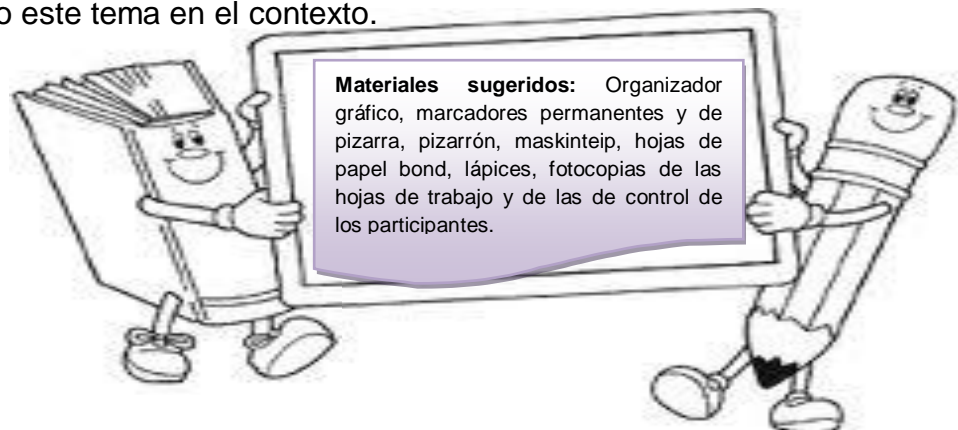 o este tema en el contexto.
Materiales sugeridos: Organizador
gráfico, marcadores permanentes y de
pizarra, pizarrón, maskinteip, hojas de
papel bond, lápices, fotocopias de las
hojas de trabajo y de las de control de
los participantes.